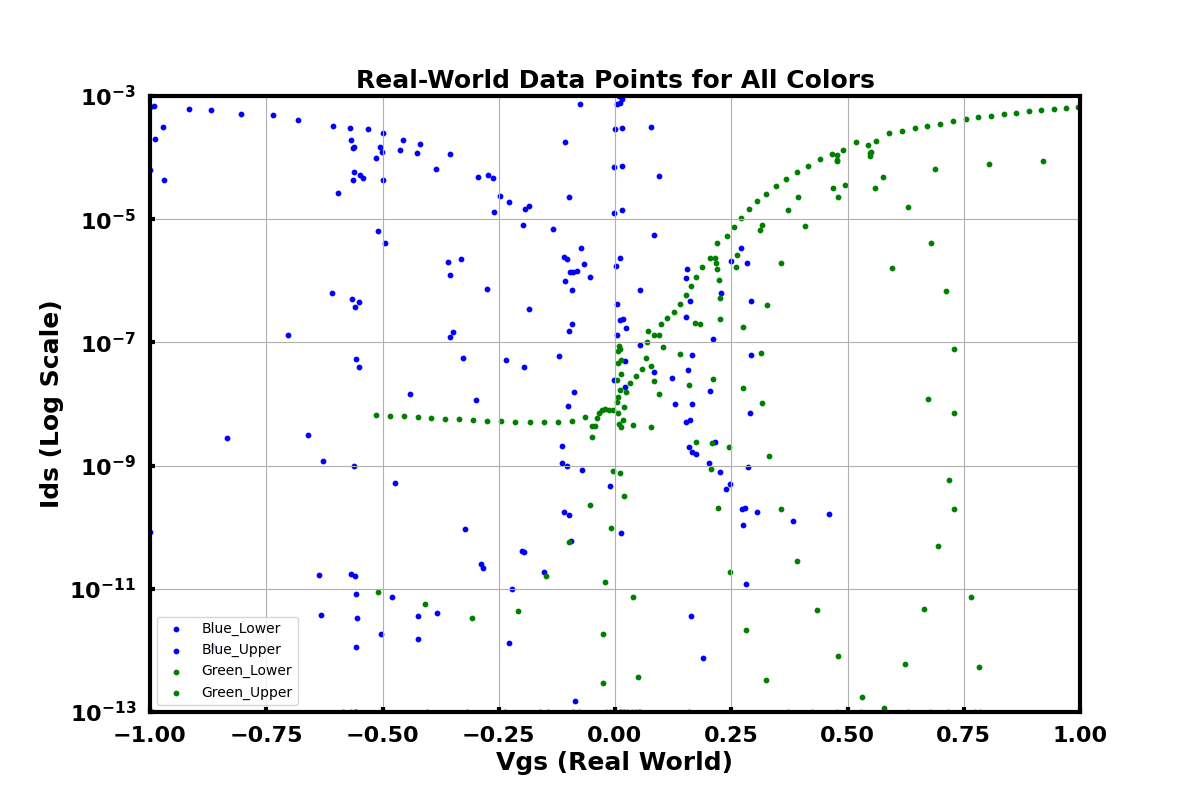 Real-World Data Points for All Colors
Ids (Log Scale)
10⁻³
10⁻⁵
10⁻⁷
10⁻⁹
10⁻¹¹
10⁻¹³
Blue_Lower
Blue_Upper
Green_Lower
Green_Upper
−1.00 −0.75 −0.50 −0.25 0.00 0.25 0.50 0.75 1.00
Vgs (Real World)